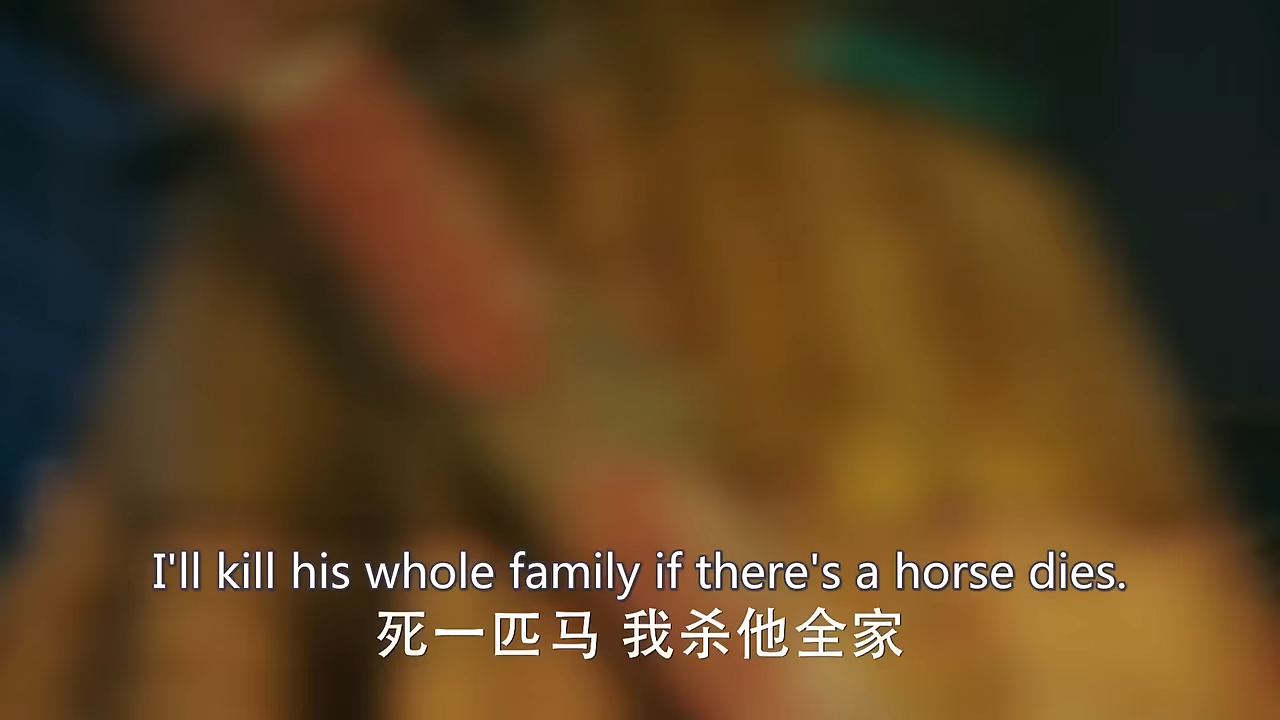 I'll kill his whole family if there's a horse dies.
死一匹马 我杀他全家